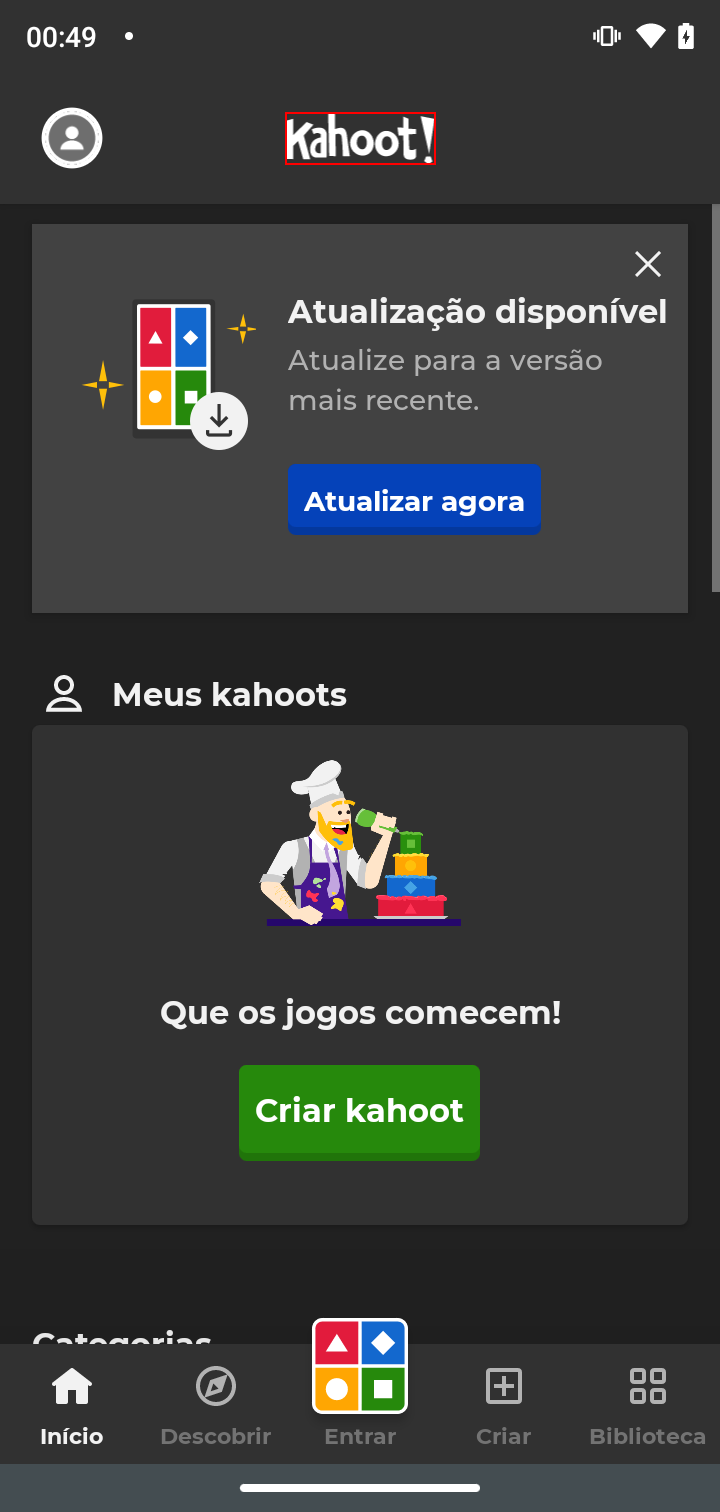 00:49
Kahoot!
Atualização disponível
Atualize para a versão
mais recente.
Atualizar agora
Meus kahoots
Que os jogos comecem!
Criar kahoot
Categorias
Início
Descobrir
Entrar
Criar
Biblioteca